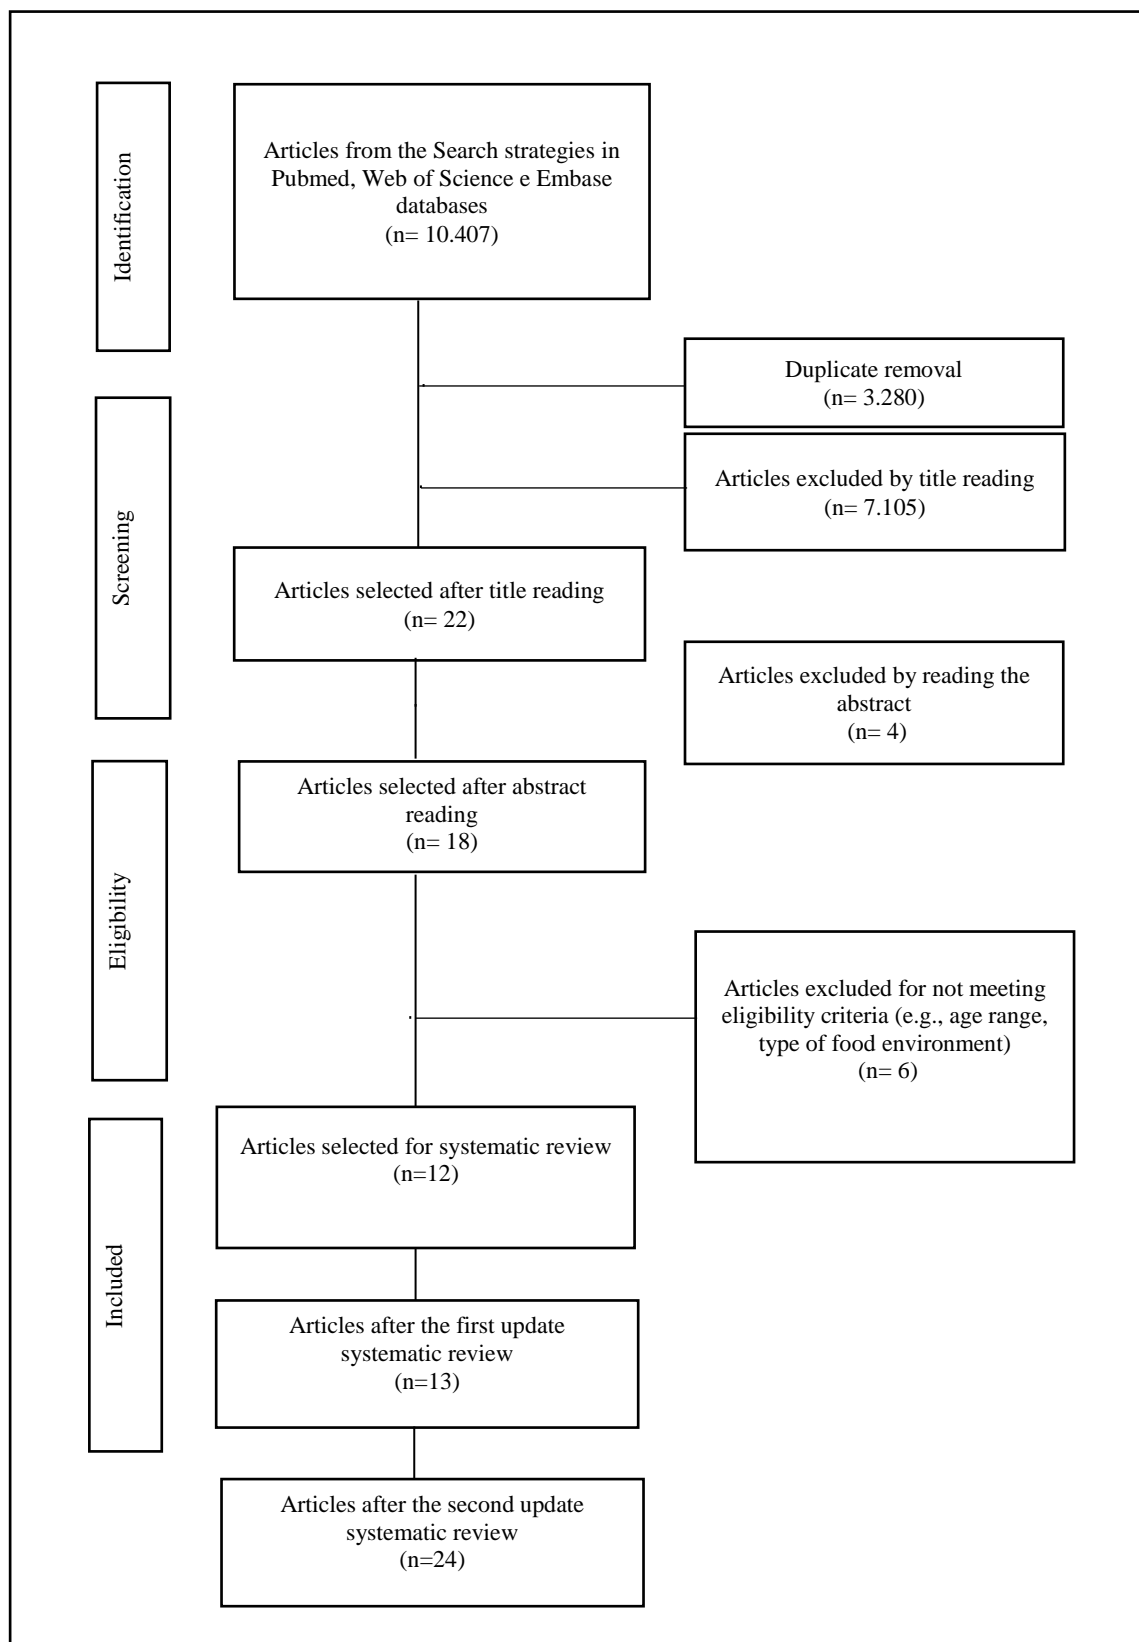 Identification
Articles from the Search strategies in
Pubmed, Web of Science e Embase
databases
(n= 10.407)
Duplicate removal
(n= 3.280)
Screening
Articles excluded by title reading
(n= 7.105)
Articles selected after title reading
(n= 22)
Articles excluded by reading the
abstract
(n= 4)
Eligibility
Articles selected after abstract
reading
(n= 18)
Articles excluded for not meeting
eligibility criteria (e.g., age range,
type of food environment)
(n= 6)
Included
Articles selected for systematic review
(n=12)
Articles after the first update
systematic review
(n=13)
Articles after the second update
systematic review
(n=24)